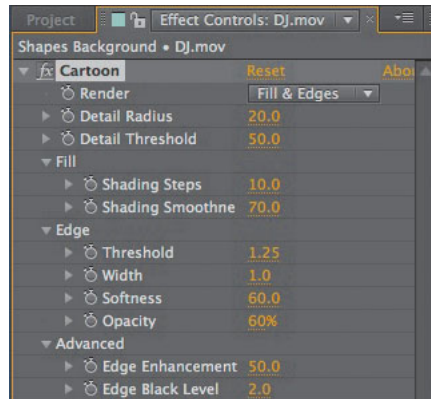 Project Effect Controls: DJ.mov
Shapes Background • DJ.mov
fx Cartoon Reset
Render Fill & Edges
Detail Radius 20.0
Detail Threshold 50.0
Fill
Shading Steps 10.0
Shading Smoothne 70.0
Edge
Threshold 1.25
Width 1.0
Softness 60.0
Opacity 60%
Advanced
Edge Enhancement 50.0
Edge Black Level 2.0